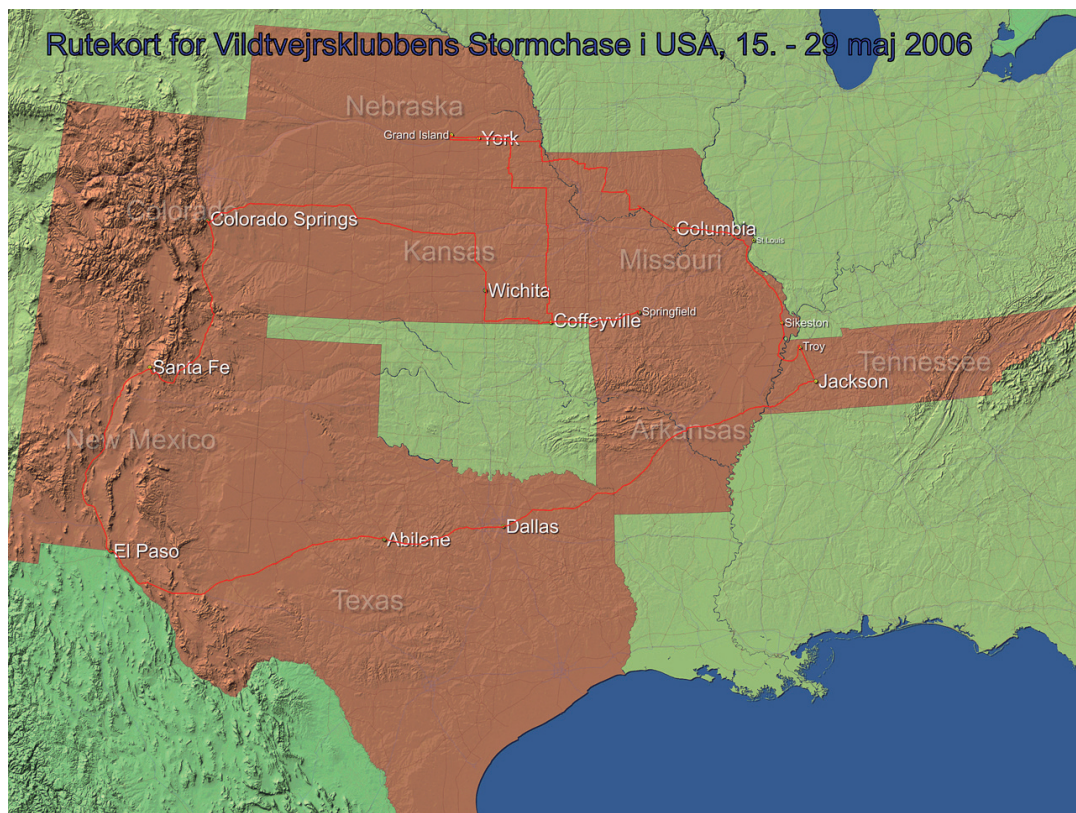 Rutekort for Vildtvejrsklubbens Stormchase i USA, 15. - 29 maj 2006
Nebraska
Grand Island
York
Colorado
Colorado Springs
Columbia
St Louis
Kansas
Missouri
Wichita
Springfield
Coffeyville
Sikeston
Troy
Tennessee
Santa Fe
Jackson
New Mexico
Arkansas
Dallas
Abilene
El Paso
Texas